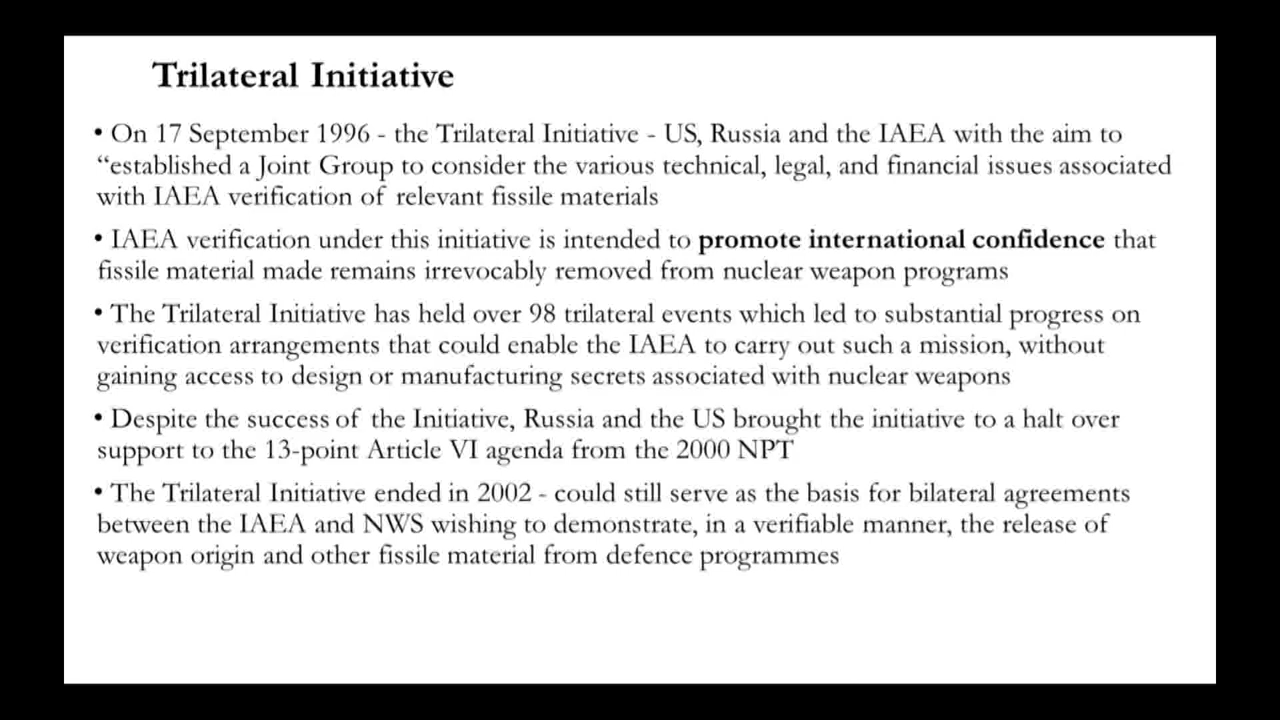 Trilateral Initiative
• On 17 September 1996 - the Trilateral Initiative - US, Russia and the IAEA with the aim to
“established a Joint Group to consider the various technical, legal, and financial issues associated
with IAEA verification of relevant fissile materials
• IAEA verification under this initiative is intended to promote international confidence that
fissile material made remains irrevocably removed from nuclear weapon programs
• The Trilateral Initiative has held over 98 trilateral events which led to substantial progress on
verification arrangements that could enable the IAEA to carry out such a mission, without
gaining access to design or manufacturing secrets associated with nuclear weapons
• Despite the success of the Initiative, Russia and the US brought the initiative to a halt over
support to the 13-point Article VI agenda from the 2000 NPT
• The Trilateral Initiative ended in 2002 - could still serve as the basis for bilateral agreements
between the IAEA and NWS wishing to demonstrate, in a verifiable manner, the release of
weapon origin and other fissile material from defence programmes